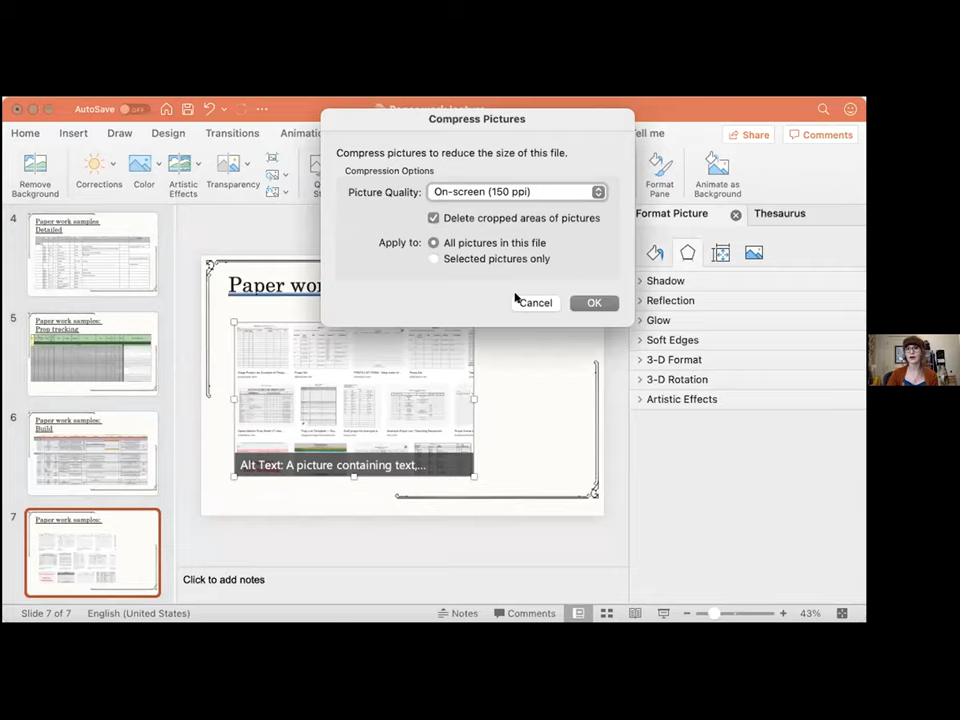 AutoSave OFF
Home Insert Draw Design Transitions Tell me
Share Comments
Remove Background Corrections Color Artistic Effects Transparency Format Pane Animate as Background
Compress Pictures
Compress pictures to reduce the size of this file.
Compression Options
Picture Quality: On-screen (150 ppi)
Delete cropped areas of pictures
Apply to: All pictures in this file
Selected pictures only
Cancel OK
Format Picture Thesaurus
Shadow
Reflection
Glow
Soft Edges
3-D Format
3-D Rotation
Artistic Effects
4 Paper work samples
Detailed
5 Paper work samples:
Prop tracking
6 Paper work samples:
Build
7 Paper work samples:
Alt Text: A picture containing text,...
Click to add notes
Slide 7 of 7 English (United States) Notes Comments 43%